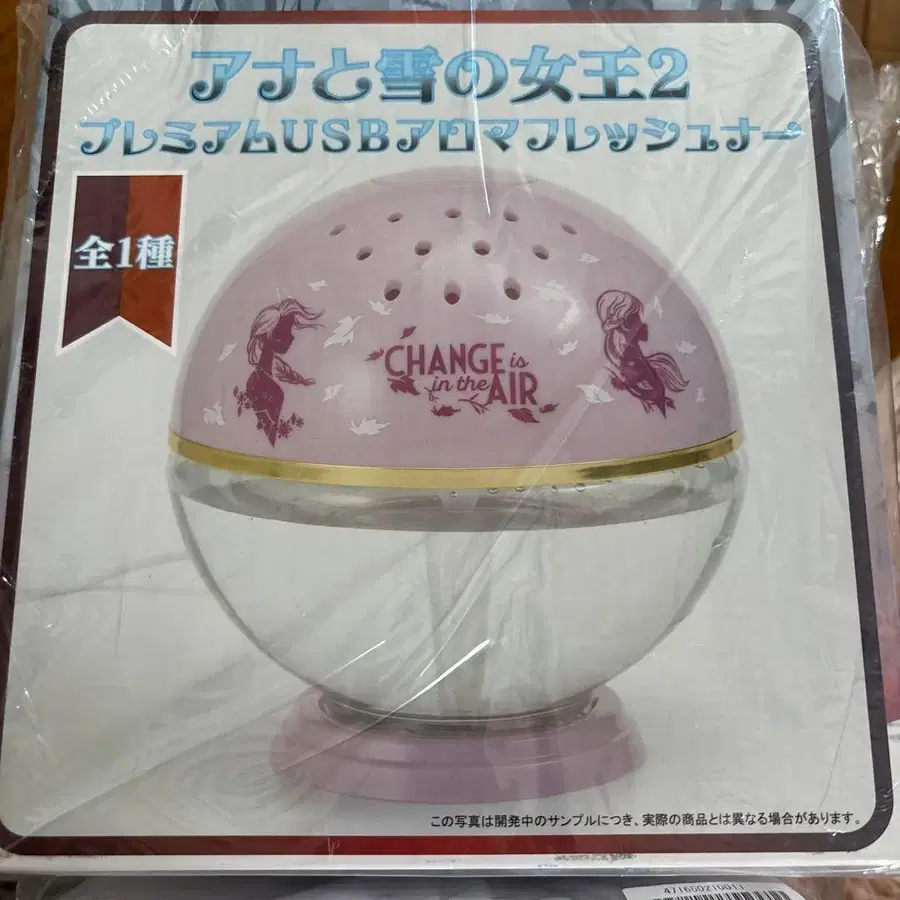 アナと雪の女王2
プレミアムUSBアロマフレッシュナー
全1種
CHANGE is
in the AIR
この写真は開発中のサンプルにつき、実際の商品とは異なる場合があります。
471650210011